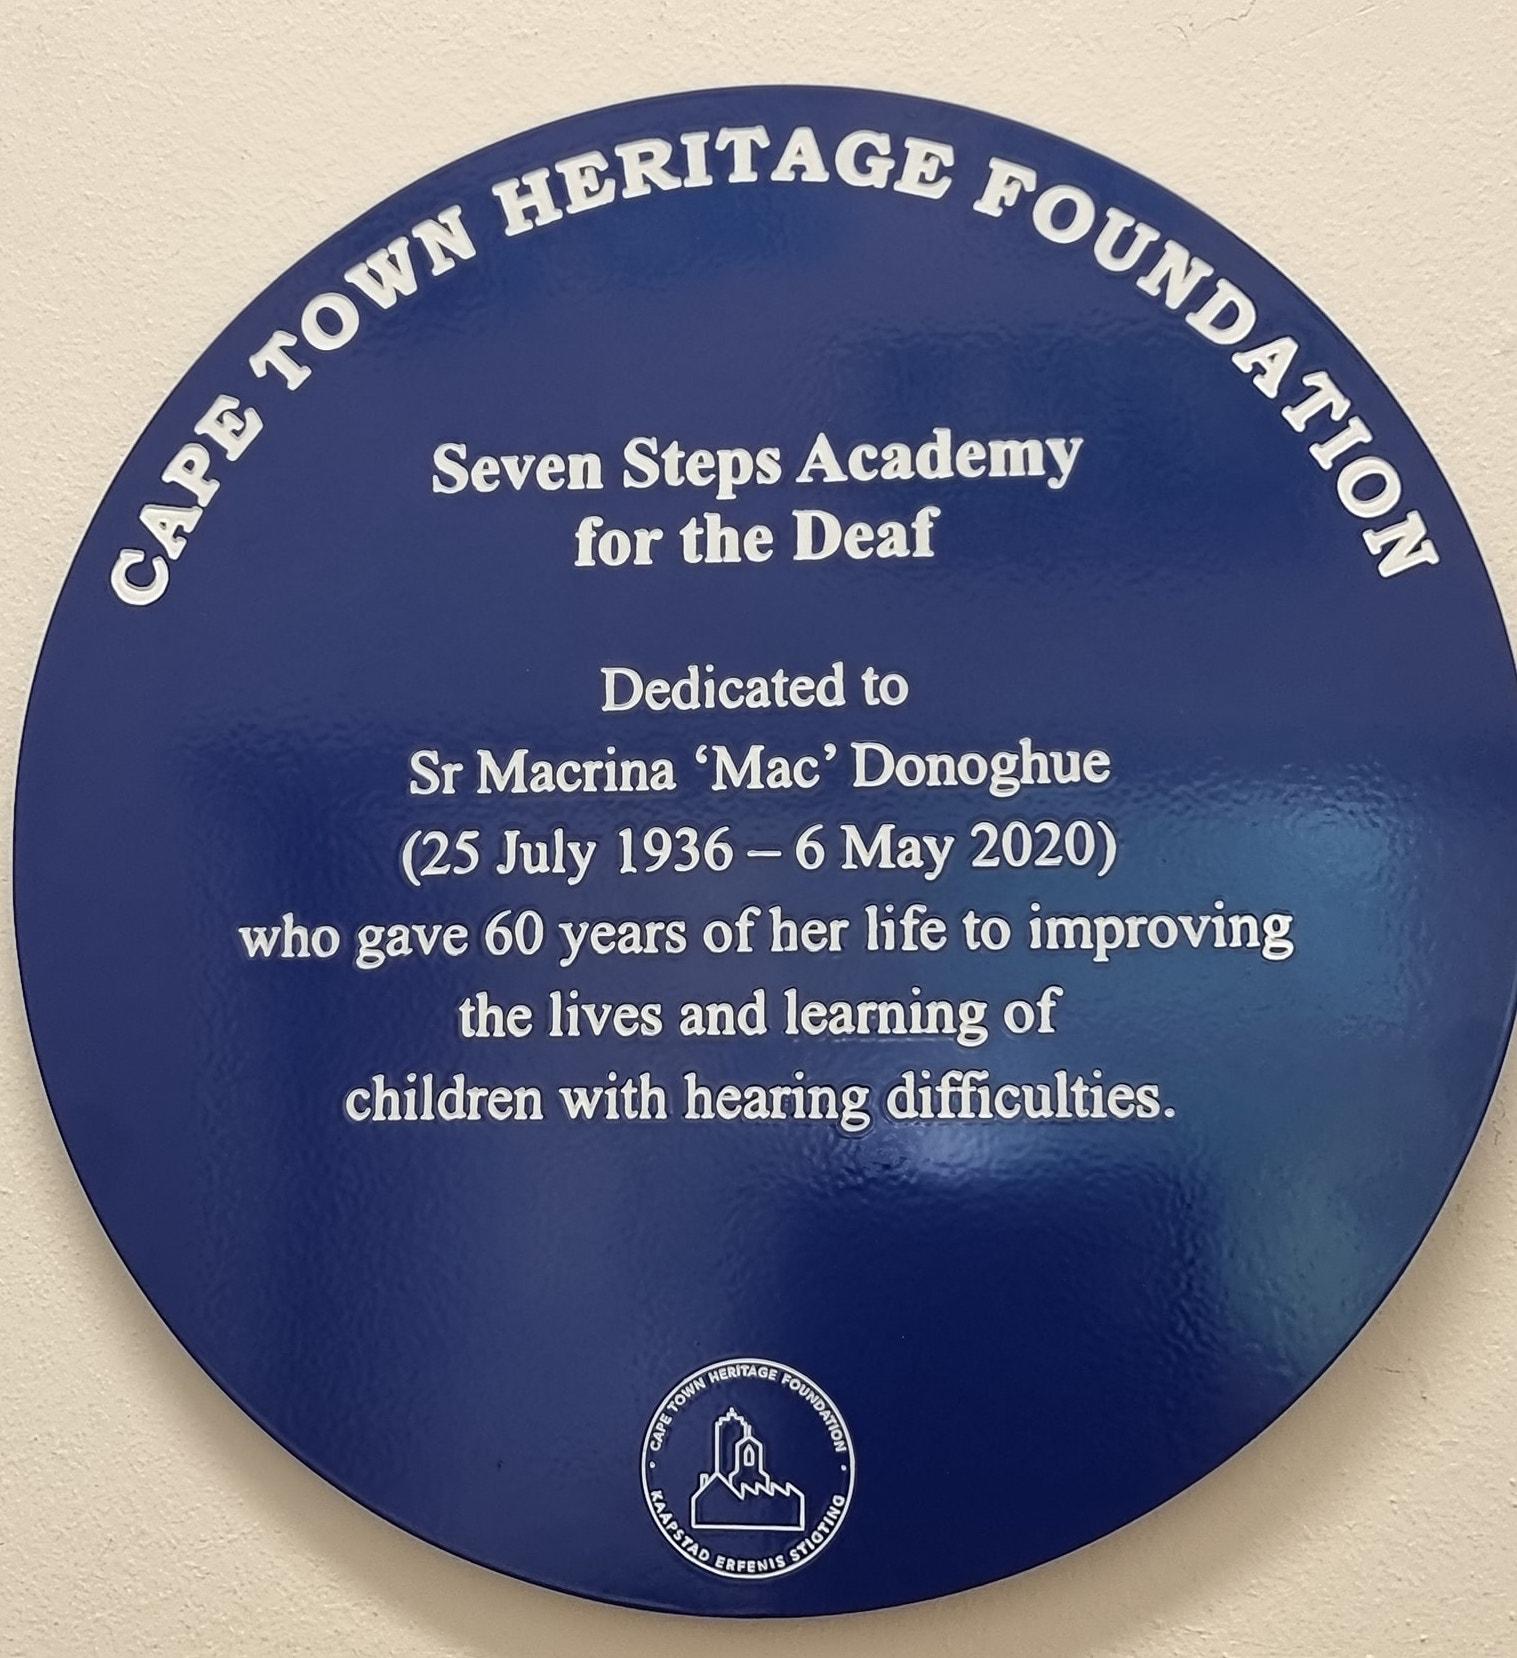 CAPE TOWN HERITAGE FOUNDATION
Seven Steps Academy
for the Deaf
Dedicated to
Sr Macrina ‘Mac’ Donoghue
(25 July 1936 – 6 May 2020)
who gave 60 years of her life to improving
the lives and learning of
children with hearing difficulties.
CAPE TOWN HERITAGE FOUNDATION
KAAPSTAD ERFENIS STIGTING